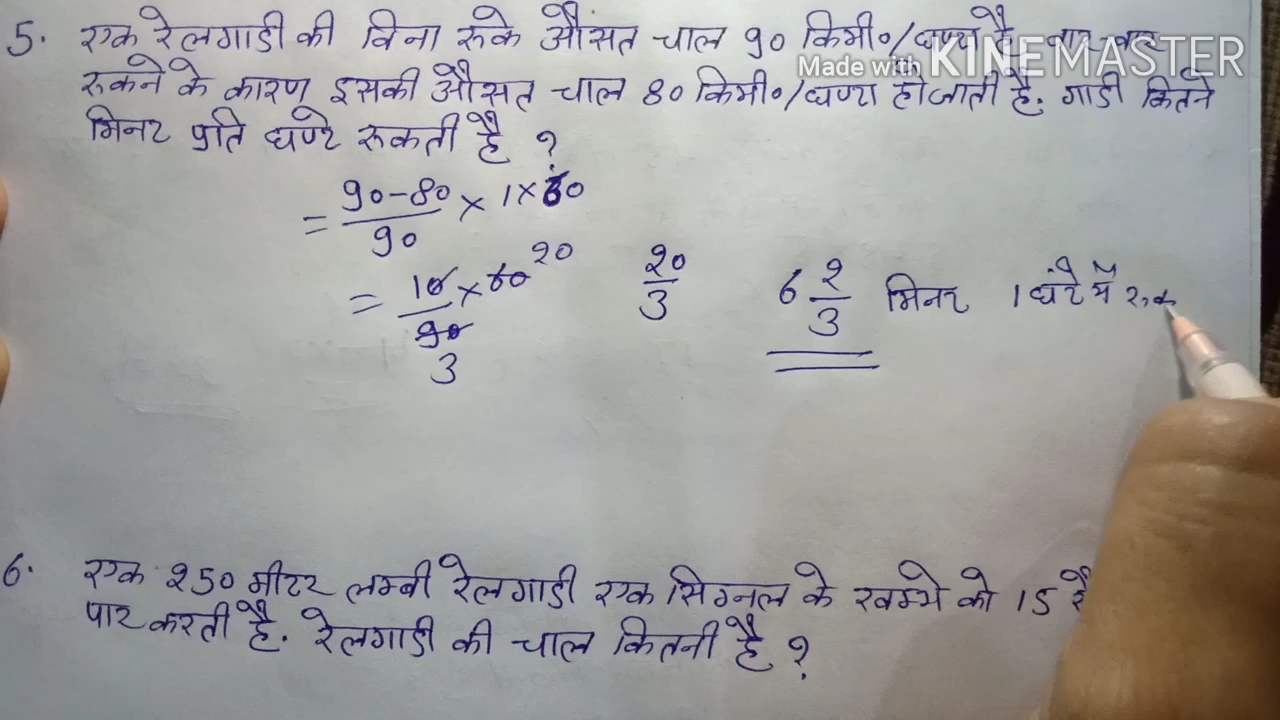 5. एक रेलगाडी की बिना रुके औसत चाल 90 किमी०/घण्टा है बार-बार
Made with KINEMASTER
रुकने के कारण इसकी औसत चाल 80 किमी०/घण्टा हो जाती है. गाडी कितने
मिनट प्रति घण्टे रुकती है ?
= 90-80/90 × 1×60
= 10/90 × 60 20
3
20/3
6 2/3 मिनट 1 घंटे में रुक
6. एक 250 मीटर लम्बी रेलगाडी एक सिग्नल के खम्भे को 15 सै
पार करती है. रेलगाडी की चाल कितनी है ?